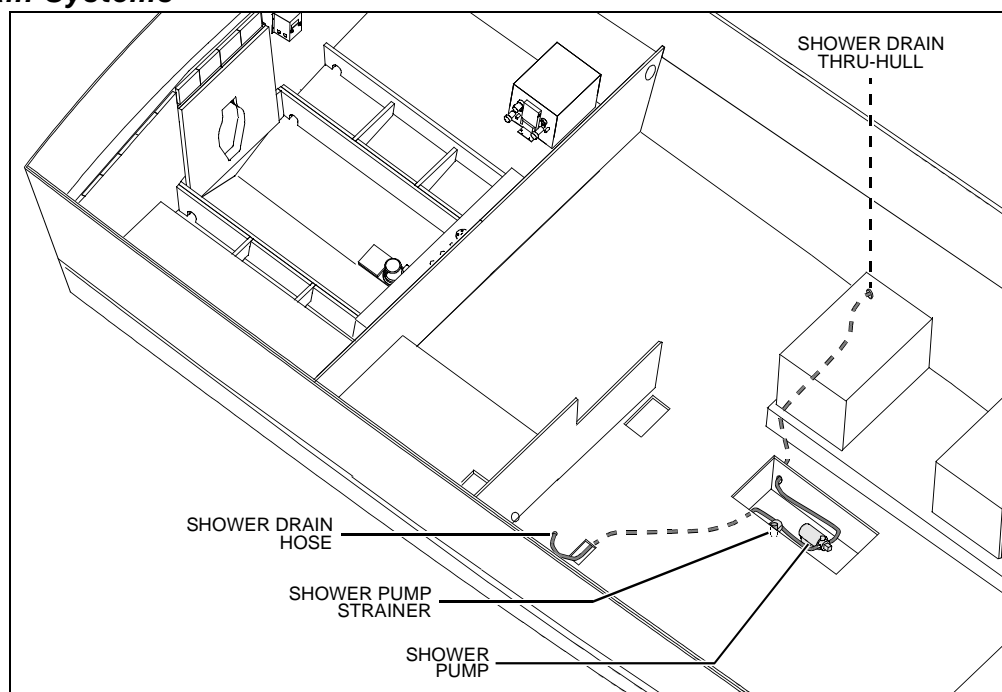 SHOWER DRAIN
THRU-HULL
SHOWER DRAIN
HOSE
SHOWER PUMP
STRAINER
SHOWER
PUMP